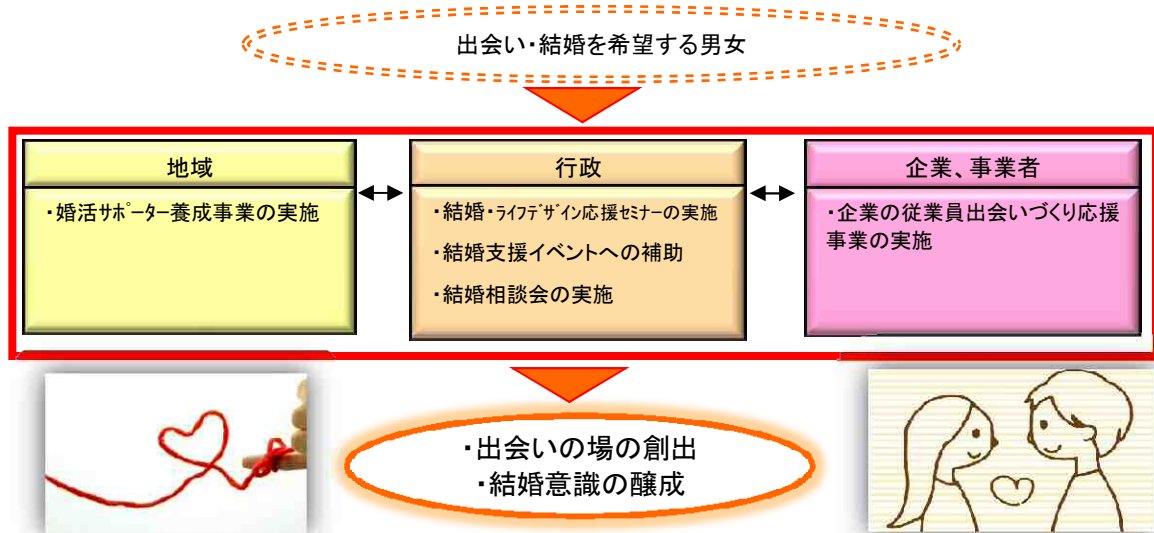 出会い・結婚を希望する男女
地域
・婚活サポーター養成事業の実施
行政
・結婚・ライフデザイン応援セミナーの実施
・結婚支援イベントへの補助
・結婚相談会の実施
企業、事業者
・企業の従業員出会いづくり応援
事業の実施
・出会いの場の創出
・結婚意識の醸成